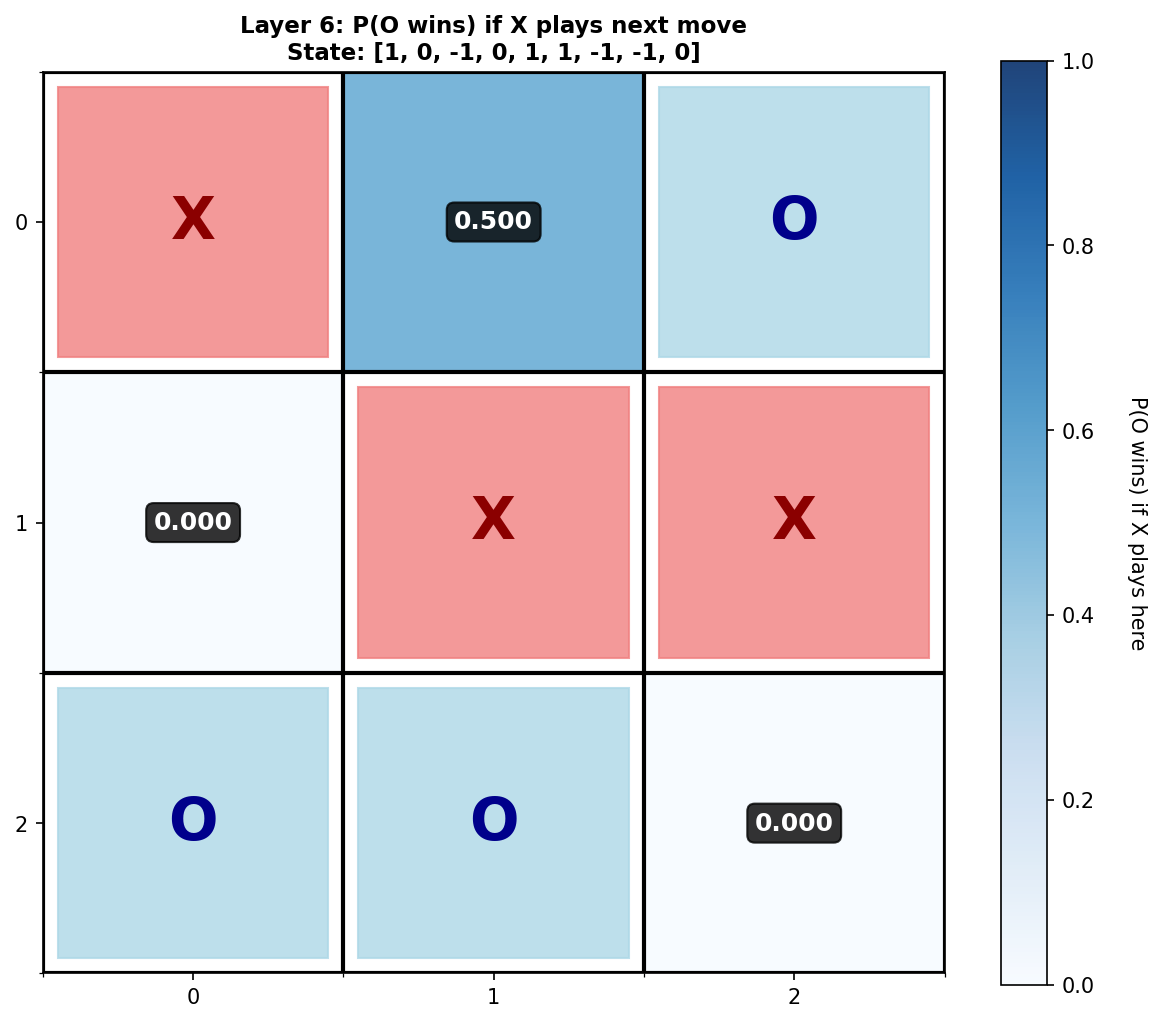 Layer 6: P(O wins) if X plays next move
State: [1, 0, -1, 0, 1, 1, -1, -1, 0]
0
X
0.500
O
1
0.000
X
X
2
O
O
0.000
0
1
2
1.0
0.8
0.6
0.4
0.2
0.0
P(O wins) if X plays here